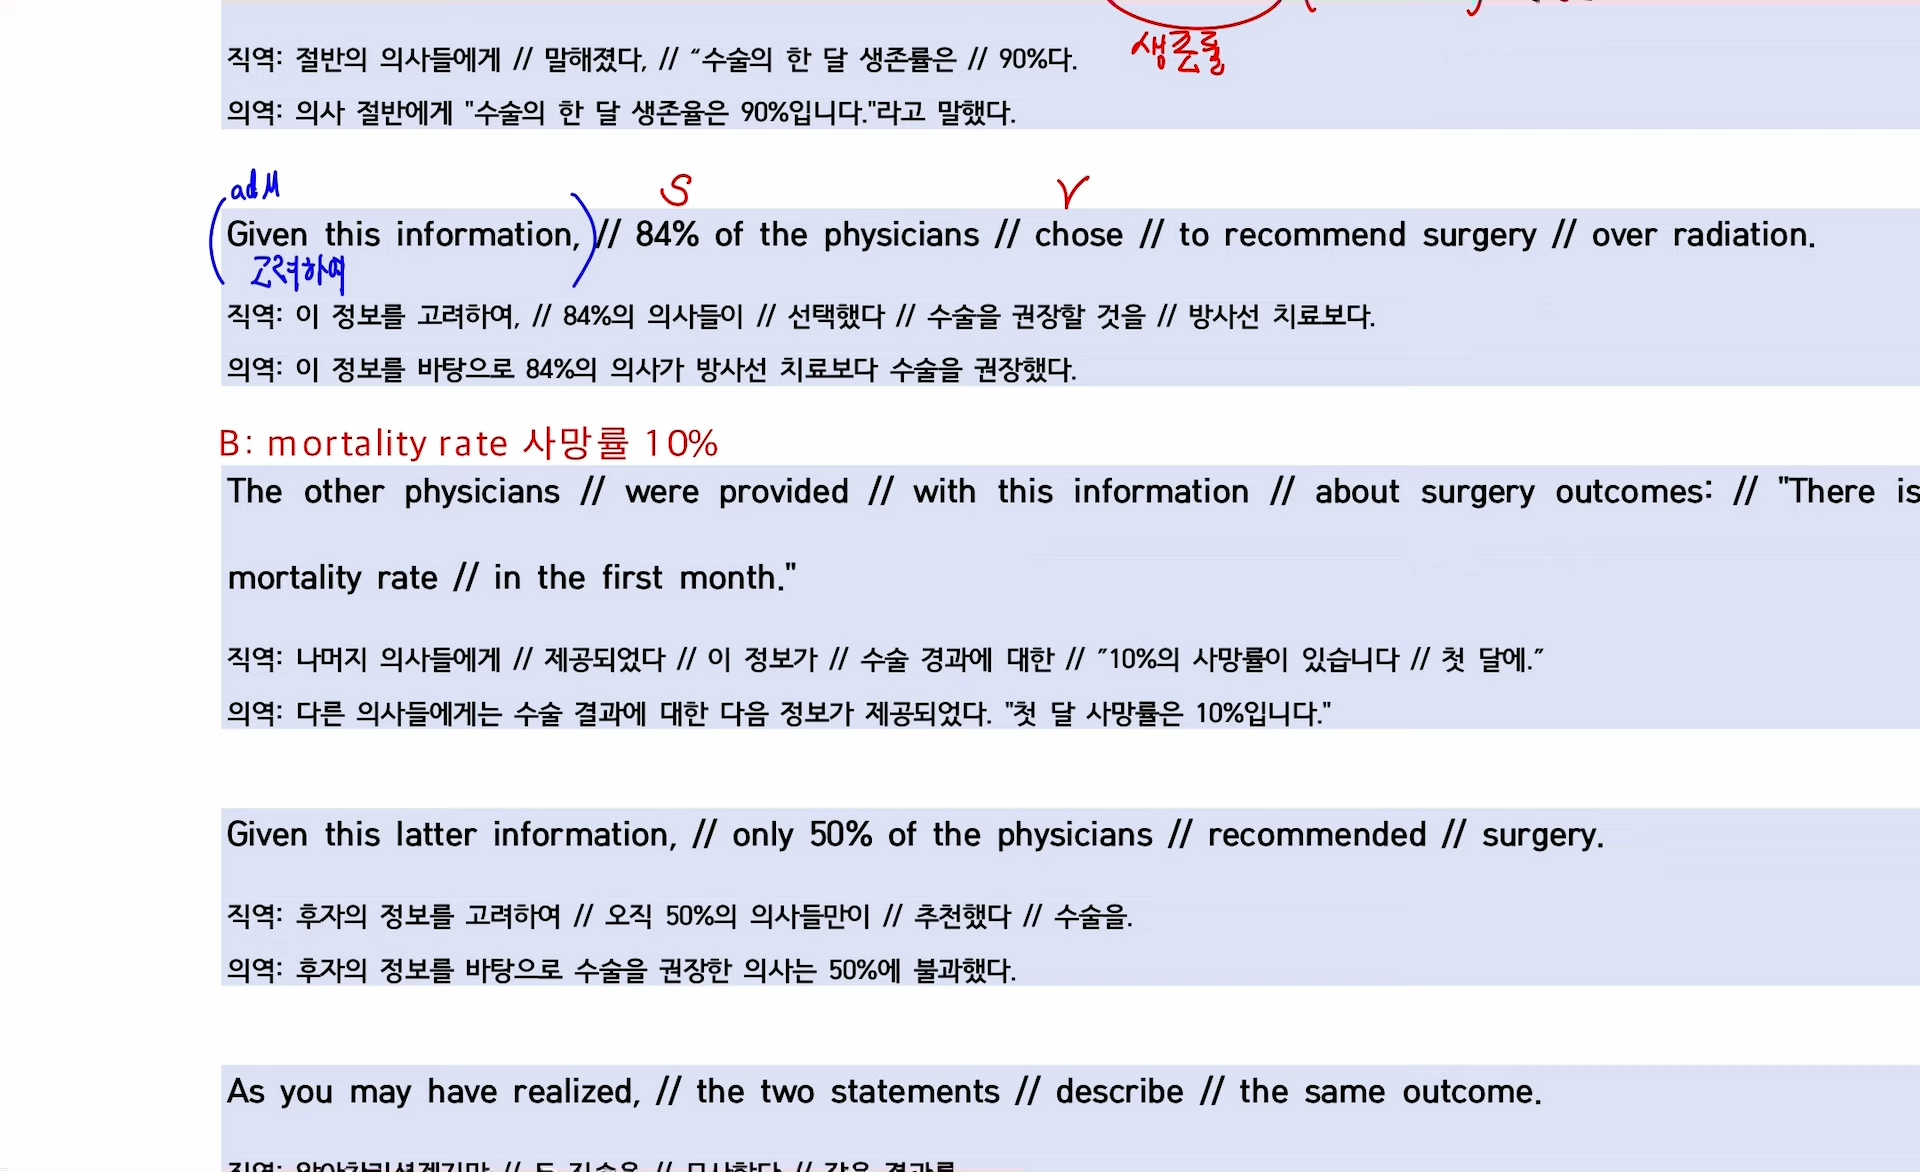 생존률
직역: 절반의 의사들에게 // 말해졌다, // “수술의 한 달 생존률은 // 90%다.
의역: 의사 절반에게 "수술의 한 달 생존율은 90%입니다."라고 말했다.
adM
S
V
Given this information, // 84% of the physicians // chose // to recommend surgery // over radiation.
고려하여
직역: 이 정보를 고려하여, // 84%의 의사들이 // 선택했다 // 수술을 권장할 것을 // 방사선 치료보다.
의역: 이 정보를 바탕으로 84%의 의사가 방사선 치료보다 수술을 권장했다.
B: mortality rate 사망률 10%
The other physicians // were provided // with this information // about surgery outcomes: // "There is
mortality rate // in the first month."
직역: 나머지 의사들에게 // 제공되었다 // 이 정보가 // 수술 경과에 대한 // ″10%의 사망률이 있습니다 // 첫 달에.″
의역: 다른 의사들에게는 수술 결과에 대한 다음 정보가 제공되었다. "첫 달 사망률은 10%입니다."
Given this latter information, // only 50% of the physicians // recommended // surgery.
직역: 후자의 정보를 고려하여 // 오직 50%의 의사들만이 // 추천했다 // 수술을.
의역: 후자의 정보를 바탕으로 수술을 권장한 의사는 50%에 불과했다.
As you may have realized, // the two statements // describe // the same outcome.